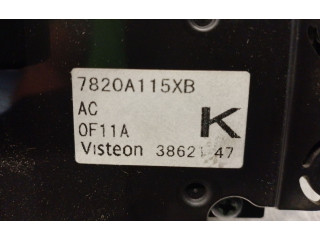 7820A115XB
AC
K
0F11A
Visteon 38621 47